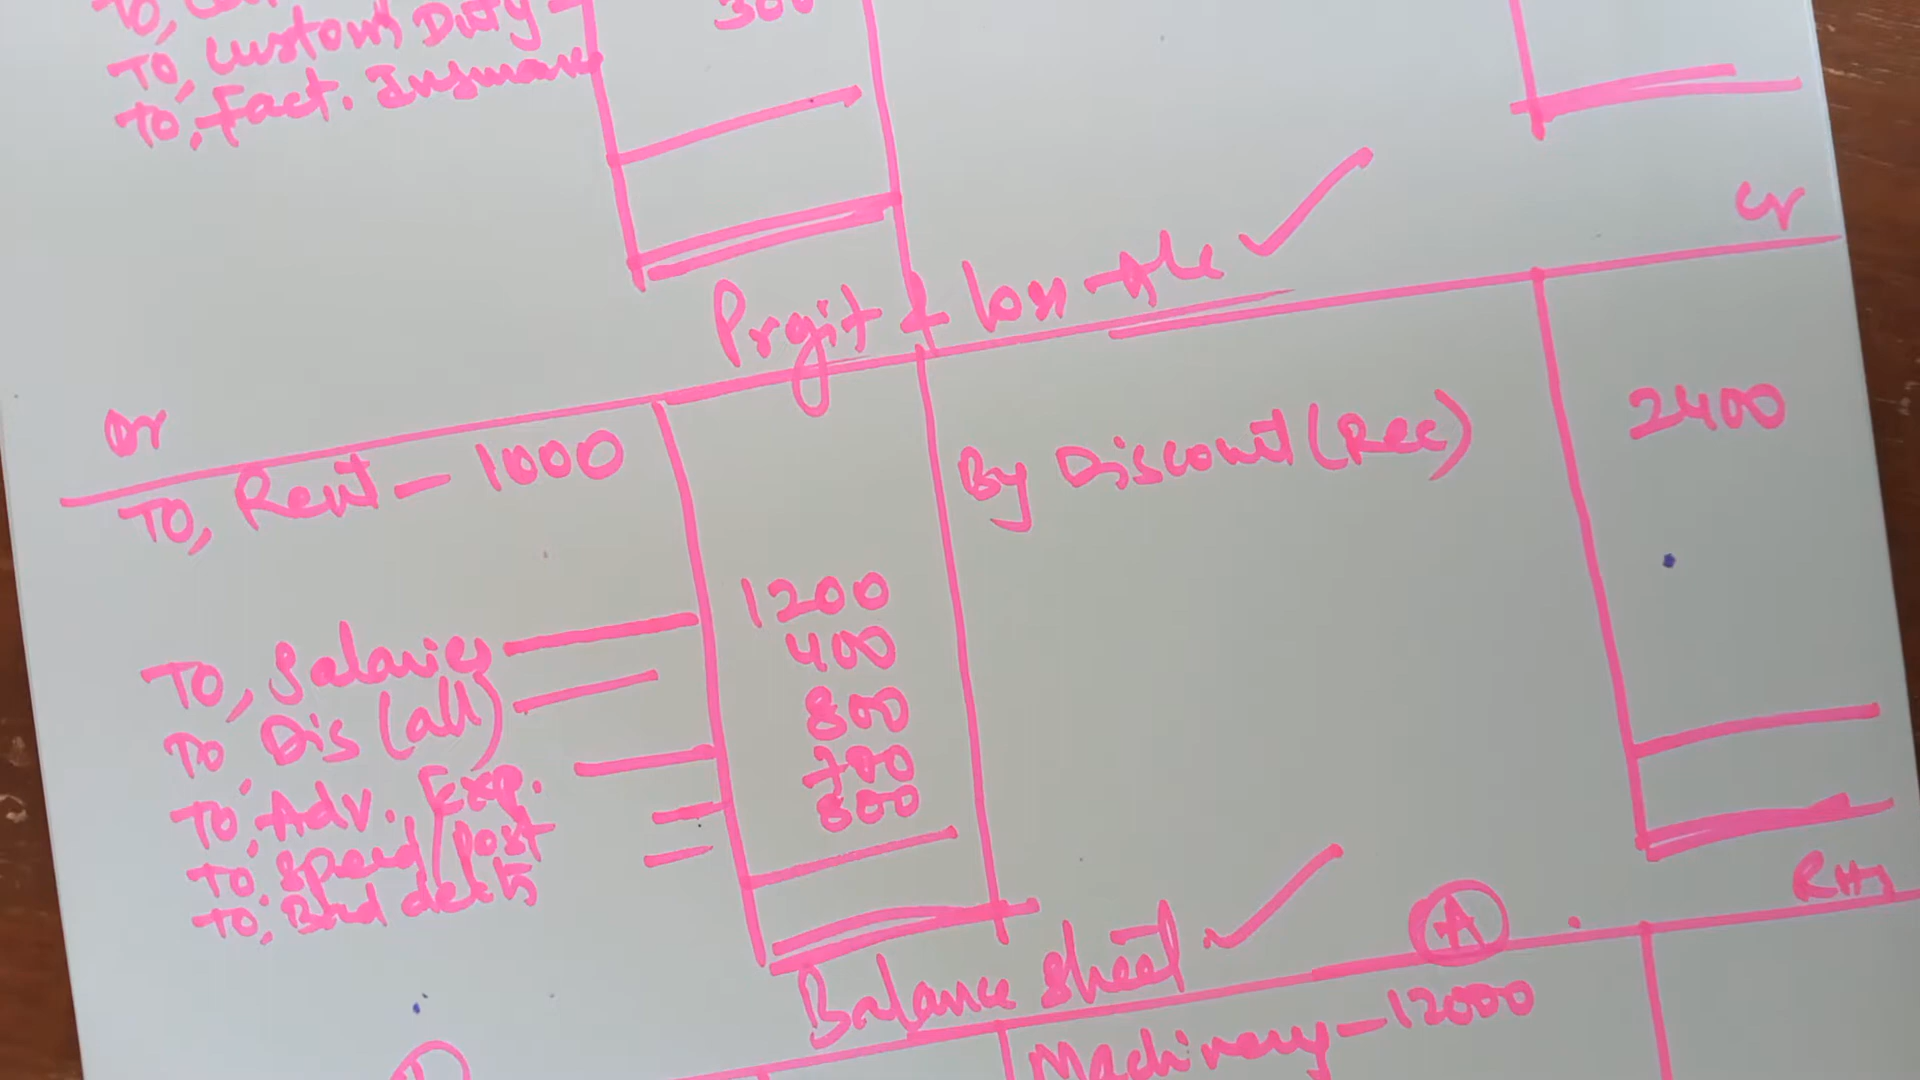 TO,
300
TO, Custom Duty
TO, Fact. Insurance
Profit & loss A/c
Cr
Dr
TO, Rent - 1000
By Discount (Rec)
2400
TO, Salaries
1200
TO, Dis (all)
400
TO, Adv. Exp.
800
TO, Speed/Post
700
TO, Bad debts
800
Balance Sheet
A
RHS
Machinery - 12000